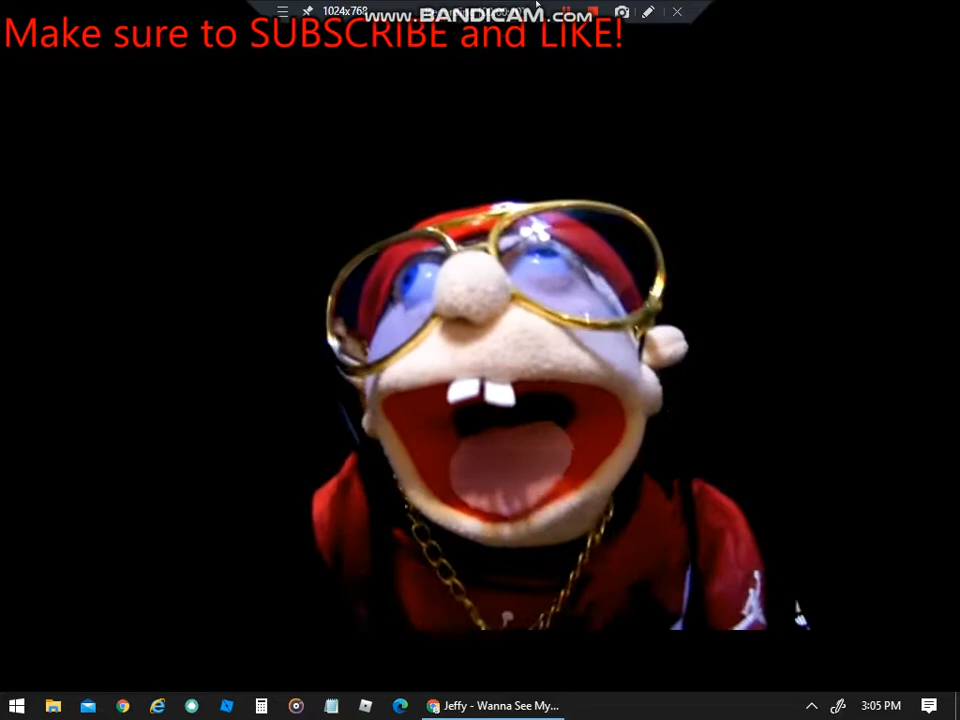 1024x768
www.BANDICAM.com
Make sure to SUBSCRIBE and LIKE!
Jeffy - Wanna See My...
3:05 PM